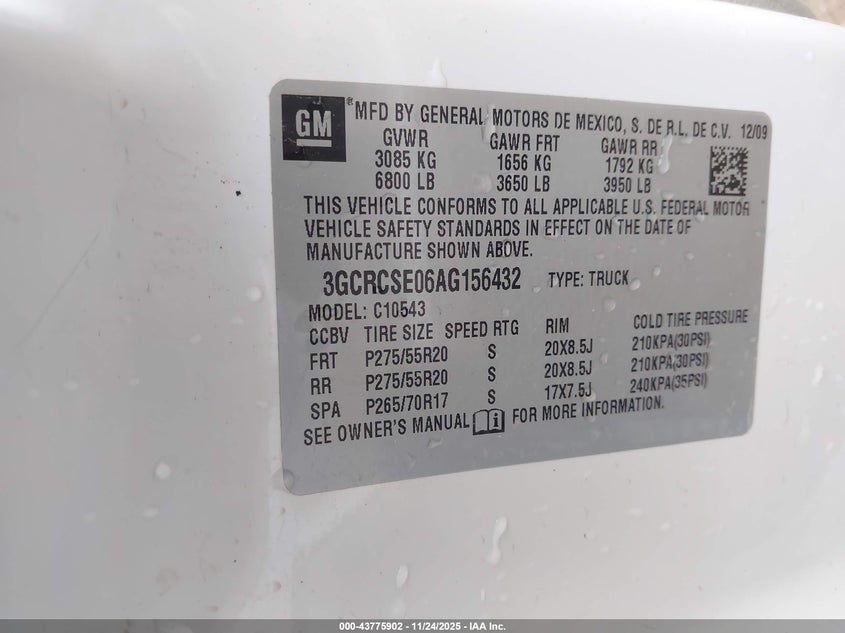 GM ® MFD BY GENERAL MOTORS DE MEXICO, S. DE R.L. DE C.V. 12/09
GVWR GAWR FRT GAWR RR
3085 KG 1656 KG 1792 KG
6800 LB 3650 LB 3950 LB
THIS VEHICLE CONFORMS TO ALL APPLICABLE U.S. FEDERAL MOTOR
VEHICLE SAFETY STANDARDS IN EFFECT ON THE DATE OF
MANUFACTURE SHOWN ABOVE.
3GCRCSE06AG156432 TYPE: TRUCK
MODEL: C10543
CCBV TIRE SIZE SPEED RTG RIM COLD TIRE PRESSURE
FRT P275/55R20 S 20X8.5J 210KPA(30PSI)
RR P275/55R20 S 20X8.5J 210KPA(30PSI)
SPA P265/70R17 S 17X7.5J 240KPA(35PSI)
SEE OWNER'S MANUAL i FOR MORE INFORMATION.
000-43775902 - 11/24/2025 - IAA Inc.